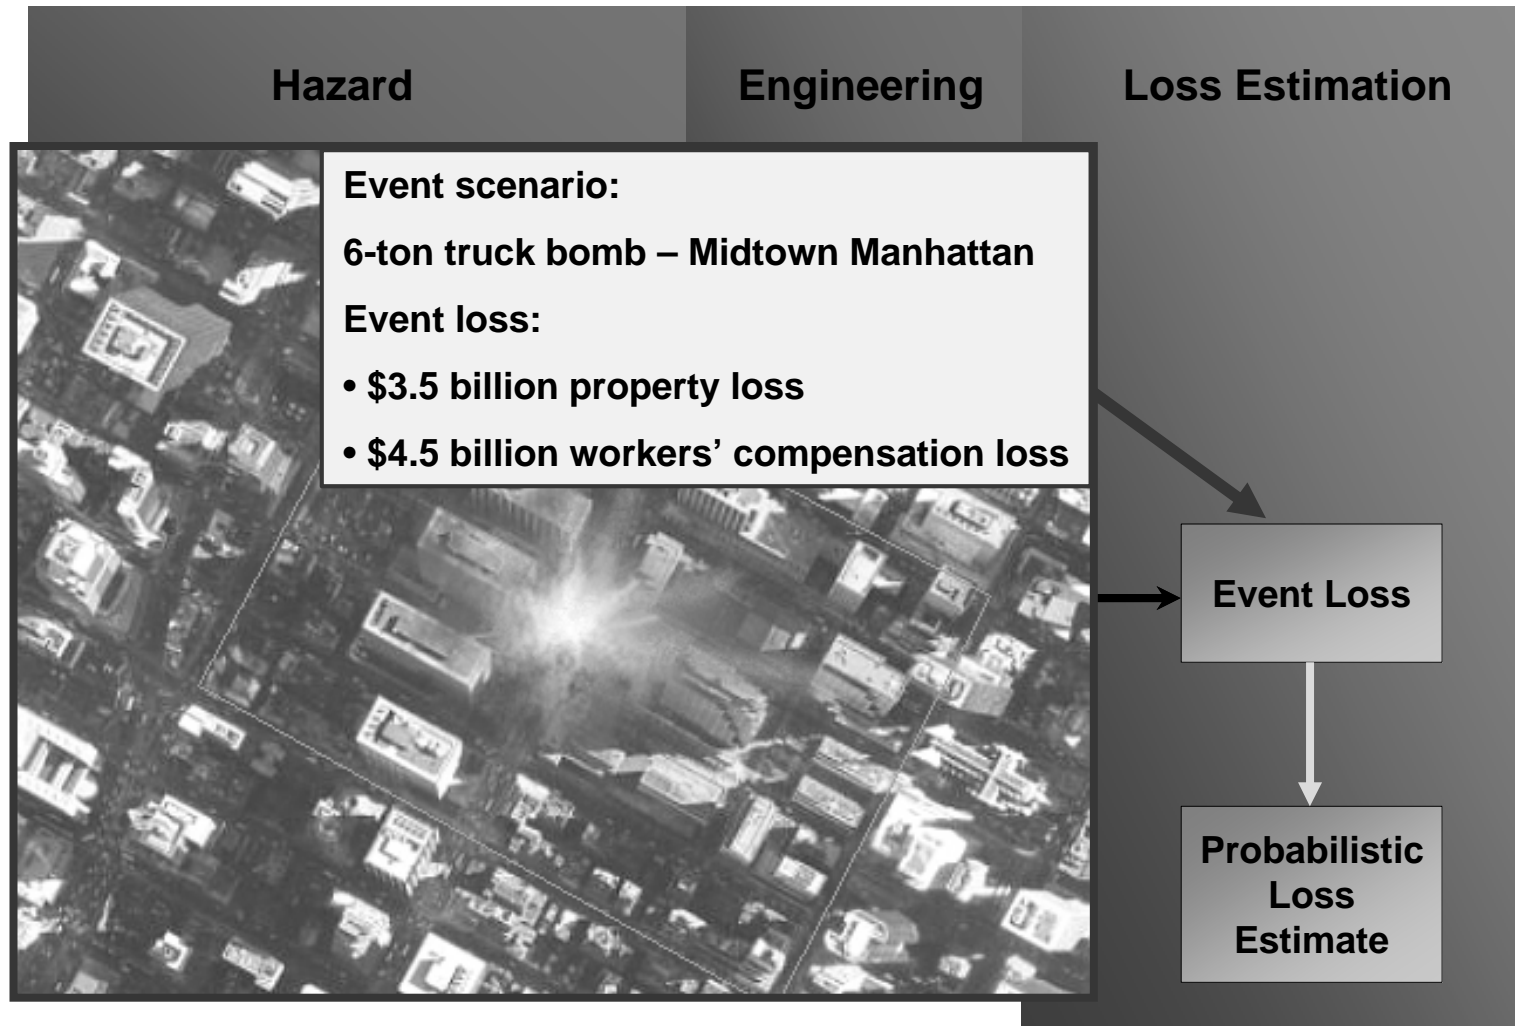 Hazard
Engineering
Loss Estimation
Event scenario:
6-ton truck bomb – Midtown Manhattan
Event loss:
• $3.5 billion property loss
• $4.5 billion workers’ compensation loss
Event Loss
Probabilistic
Loss
Estimate